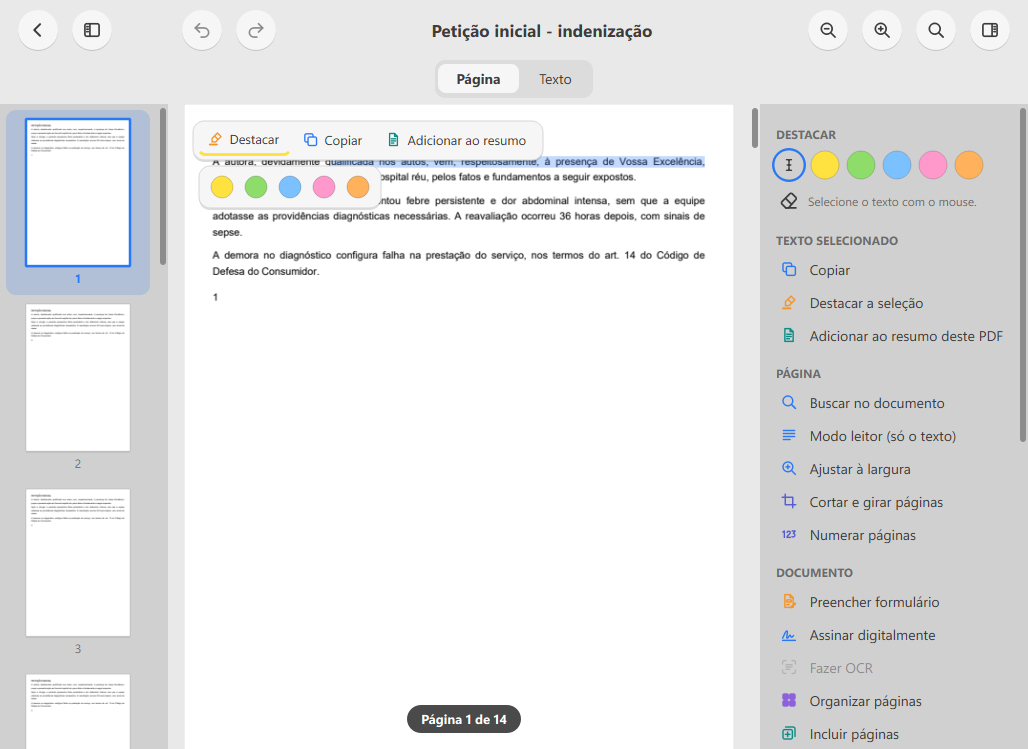 Petição inicial - indenização
Página
Texto
1
2
3
Destacar
Copiar
Adicionar ao resumo
A autora, devidamente qualificada nos autos, vem, respeitosamente, à presença de Vossa Excelência,
ospital réu, pelos fatos e fundamentos a seguir expostos.
ntou febre persistente e dor abdominal intensa, sem que a equipe
adotasse as providências diagnósticas necessárias. A reavaliação ocorreu 36 horas depois, com sinais de
sepse.
A demora no diagnóstico configura falha na prestação do serviço, nos termos do art. 14 do Código de
Defesa do Consumidor.
1
Página 1 de 14
DESTACAR
Selecione o texto com o mouse.
TEXTO SELECIONADO
Copiar
Destacar a seleção
Adicionar ao resumo deste PDF
PÁGINA
Buscar no documento
Modo leitor (só o texto)
Ajustar à largura
Cortar e girar páginas
123 Numerar páginas
DOCUMENTO
Preencher formulário
Assinar digitalmente
Fazer OCR
Organizar páginas
Incluir páginas